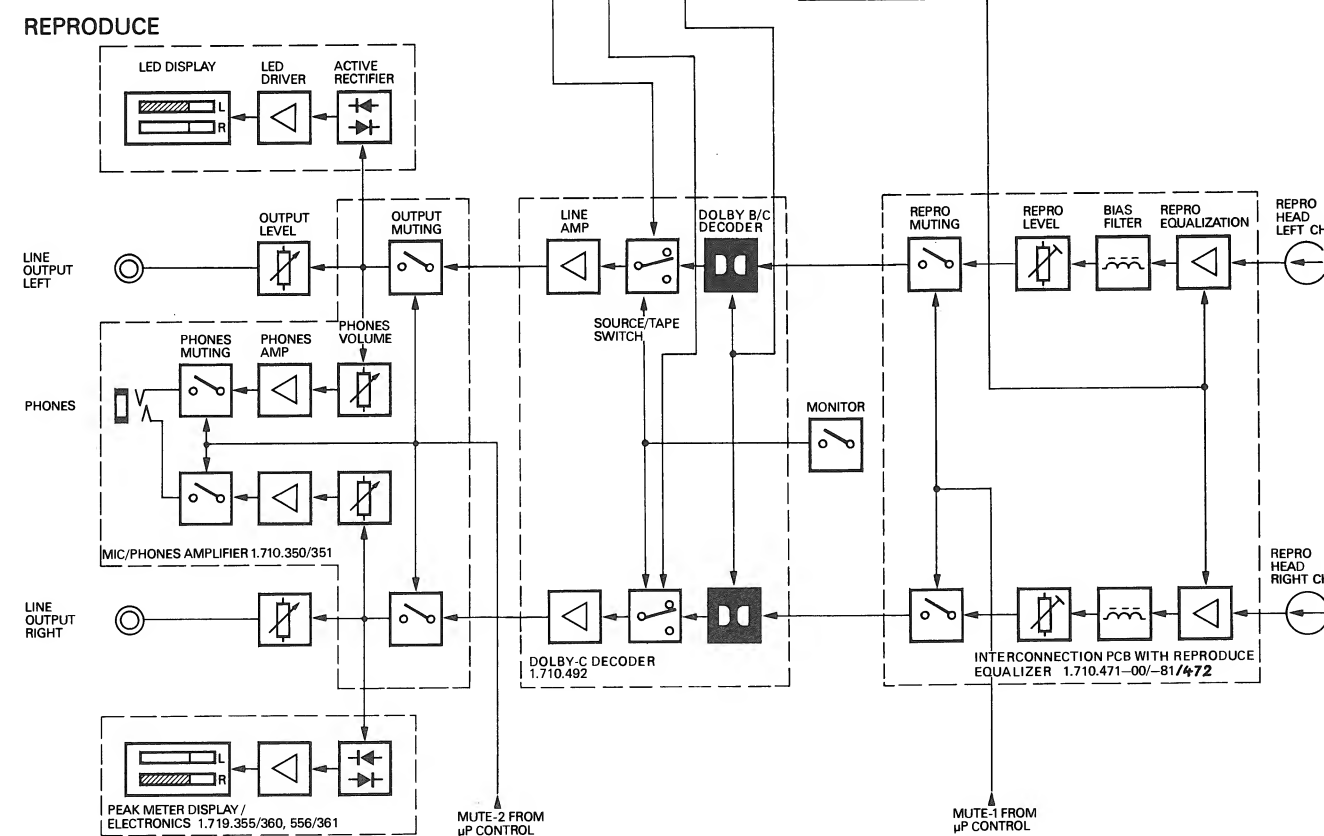 REPRODUCE
LED DISPLAY
LED
DRIVER
ACTIVE
RECTIFIER
L
R
OUTPUT
LEVEL
OUTPUT
MUTING
LINE
AMP
DOLBY B/C
DECODER
REPRO
MUTING
REPRO
LEVEL
BIAS
FILTER
REPRO
EQUALIZATION
REPRO
HEAD
LEFT CH
LINE
OUTPUT
LEFT
SOURCE/TAPE
SWITCH
PHONES
MUTING
PHONES
AMP
PHONES
VOLUME
PHONES
MONITOR
MIC/PHONES AMPLIFIER 1.710.350/351
REPRO
HEAD
RIGHT CH
LINE
OUTPUT
RIGHT
DOLBY-C DECODER
1.710.492
INTERCONNECTION PCB WITH REPRODUCE
EQUALIZER 1.710.471–00/–81/472
L
R
PEAK METER DISPLAY /
ELECTRONICS 1.719.355/360, 556/361
MUTE-2 FROM
µP CONTROL
MUTE-1 FROM
µP CONTROL